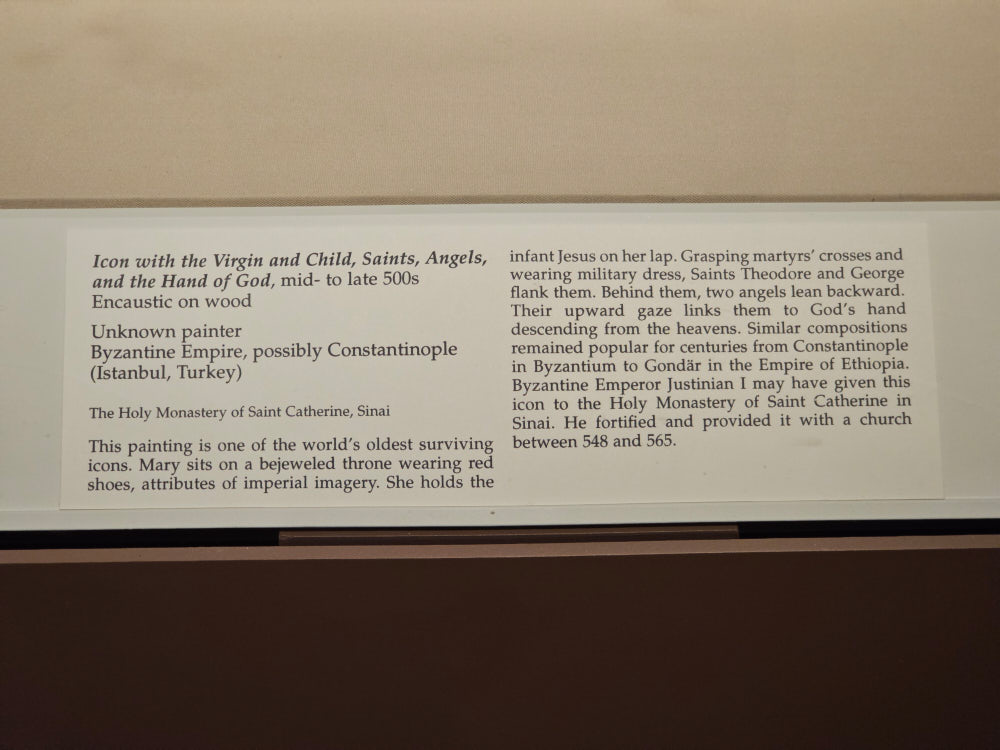 Icon with the Virgin and Child, Saints, Angels,
and the Hand of God, mid- to late 500s
Encaustic on wood
Unknown painter
Byzantine Empire, possibly Constantinople
(Istanbul, Turkey)
The Holy Monastery of Saint Catherine, Sinai
This painting is one of the world's oldest surviving
icons. Mary sits on a bejeweled throne wearing red
shoes, attributes of imperial imagery. She holds the
infant Jesus on her lap. Grasping martyrs' crosses and
wearing military dress, Saints Theodore and George
flank them. Behind them, two angels lean backward.
Their upward gaze links them to God's hand
descending from the heavens. Similar compositions
remained popular for centuries from Constantinople
in Byzantium to Gondär in the Empire of Ethiopia.
Byzantine Emperor Justinian I may have given this
icon to the Holy Monastery of Saint Catherine in
Sinai. He fortified and provided it with a church
between 548 and 565.